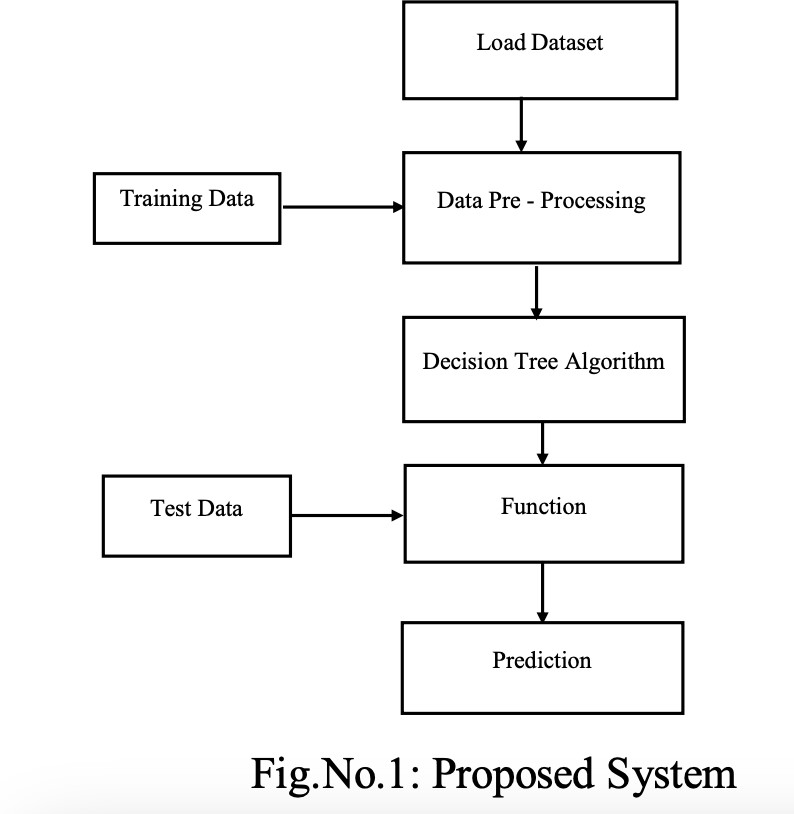 Load Dataset
Training Data
Data Pre - Processing
Decision Tree Algorithm
Test Data
Function
Prediction
Fig.No.1: Proposed System